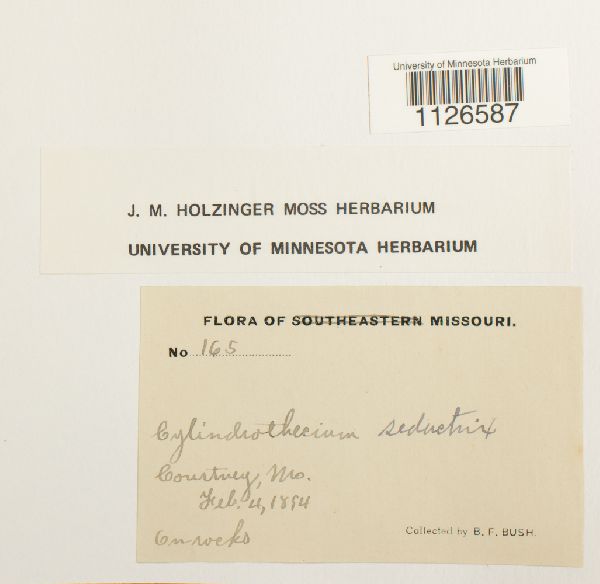 University of Minnesota Herbarium
1126587
J. M. HOLZINGER MOSS HERBARIUM
UNIVERSITY OF MINNESOTA HERBARIUM
FLORA OF SOUTHEASTERN MISSOURI.
No 165
Cylindrothecium seductrix
Courtney, Mo.
Feb. 4, 1894
On rocks
Collected by B. F. BUSH.